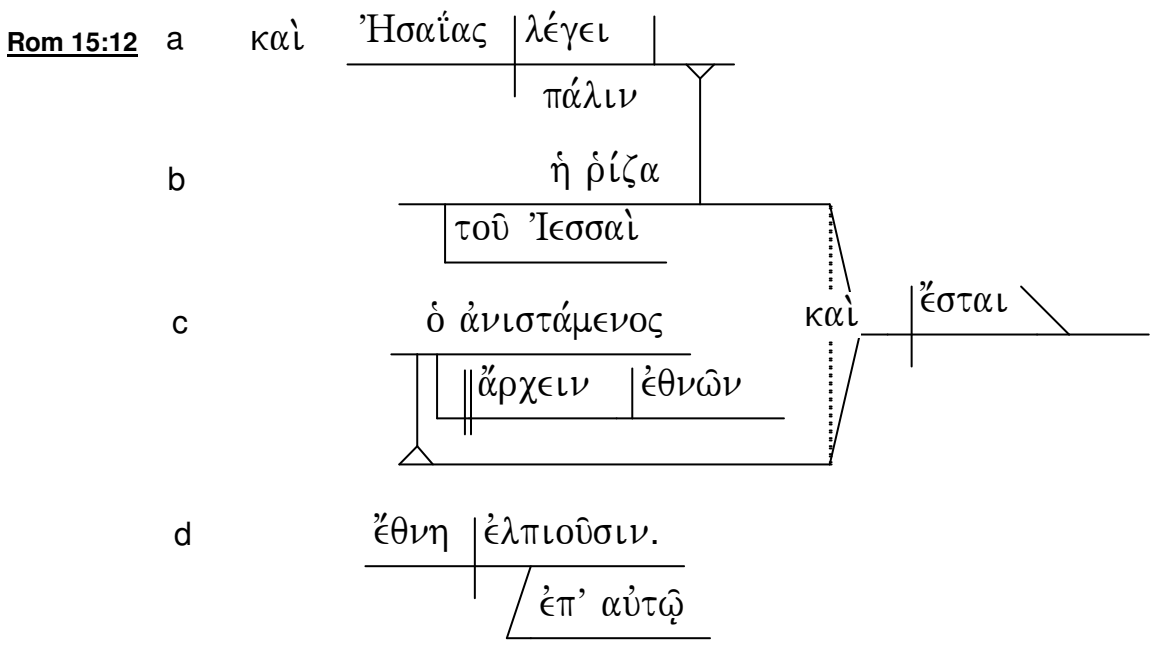 Rom 15:12 a καὶ Ἠσαΐας λέγει
πάλιν
b ἡ ῥίζα
τοῦ Ἰεσσαὶ
καὶ ἔσται
c ὁ ἀνιστάμενος
ἄρχειν ἐθνῶν
d ἔθνη ἐλπιοῦσιν.
ἐπ’ αὐτῷ